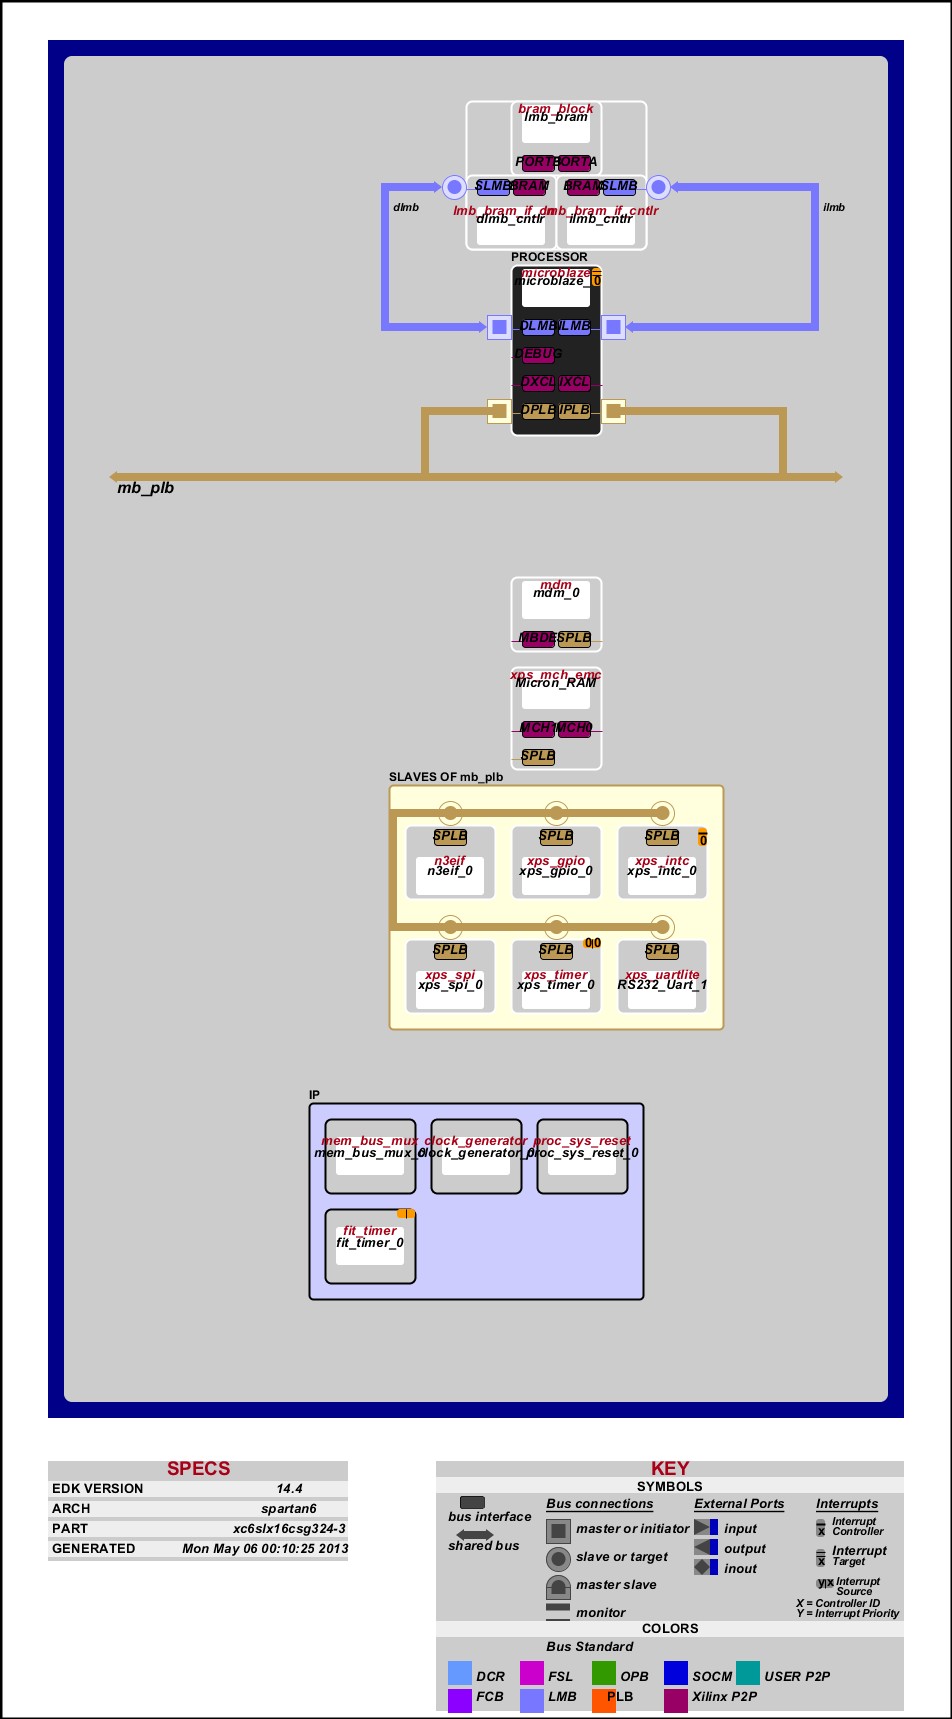 bram_block
lmb_bram
PORTB PORTA
SLMB BRAM BRAM SLMB
dlmb
ilmb
lmb_bram_if_cntlr
dlmb_cntlr ilmb_cntlr
PROCESSOR
microblaze
microblaze_
0
DLMB ILMB
DEBUG
DXCL IXCL
DPLB IPLB
mb_plb
mdm
mdm_0
SPLB
xps_mch_emc
Micron_RAM
MCH0
SPLB
SLAVES OF mb_plb
SPLB SPLB SPLB
0
n3eif xps_gpio xps_intc
n3eif_0 xps_gpio_0 xps_intc_0
0 0
SPLB SPLB SPLB
xps_spi xps_timer xps_uartlite
xps_spi_0 xps_timer_0 RS232_Uart_1
IP
mem_bus_mux clock_generator proc_sys_reset
mem_bus_mux_0 clock_generator_0 proc_sys_reset_0
fit_timer
fit_timer_0
SPECS
EDK VERSION 14.4
ARCH spartan6
PART xc6slx16csg324-3
GENERATED Mon May 06 00:10:25 2013
KEY
SYMBOLS
bus interface
shared bus
Bus connections
master or initiator
slave or target
master slave
monitor
External Ports
input
output
inout
Interrupts
x
Interrupt
Controller
x
Interrupt
Target
y x
Interrupt
Source
X = Controller ID
Y = Interrupt Priority
COLORS
Bus Standard
DCR FSL OPB SOCM USER P2P
FCB LMB PLB Xilinx P2P